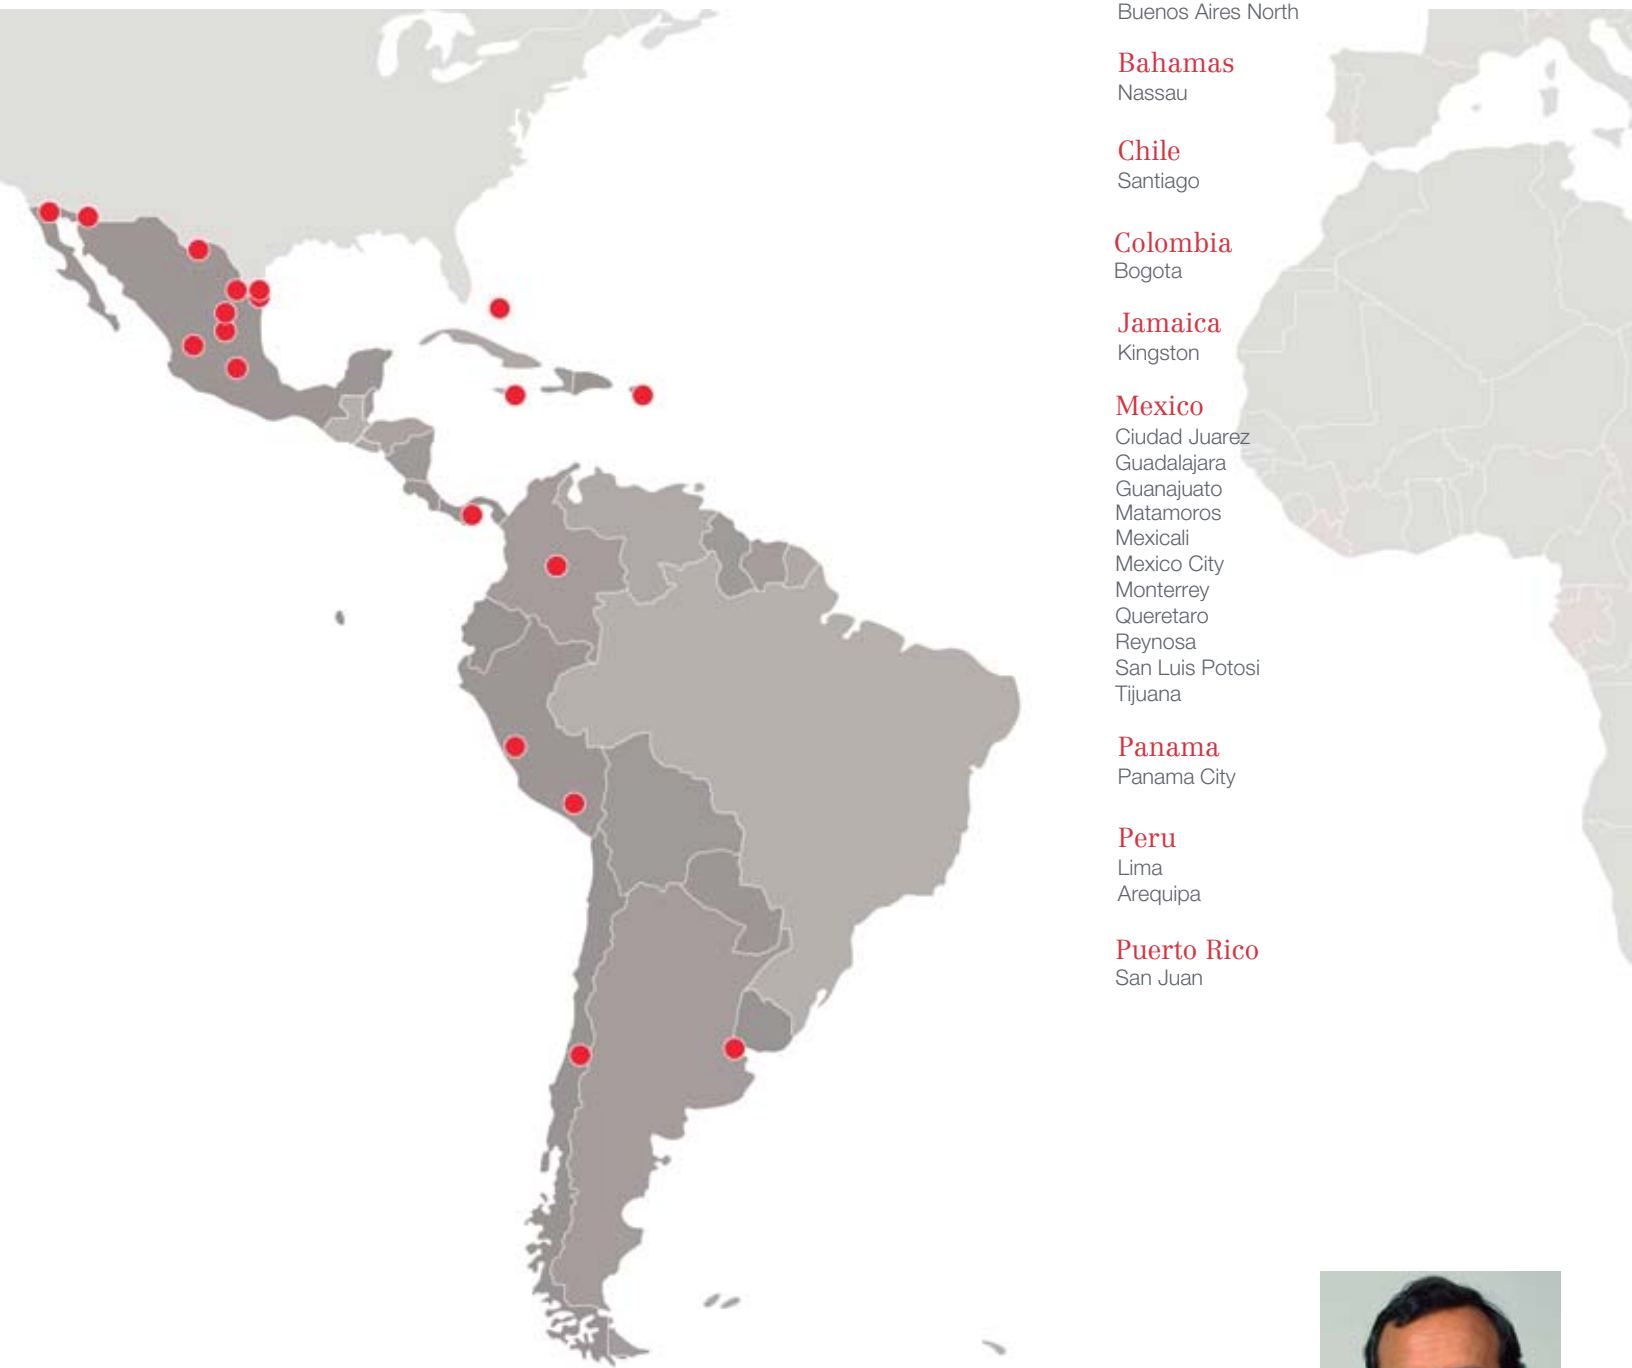 Buenos Aires North
Bahamas
Nassau
Chile
Santiago
Colombia
Bogota
Jamaica
Kingston
Mexico
Ciudad Juarez
Guadalajara
Guanajuato
Matamoros
Mexicali
Mexico City
Monterrey
Queretaro
Reynosa
San Luis Potosi
Tijuana
Panama
Panama City
Peru
Lima
Arequipa
Puerto Rico
San Juan